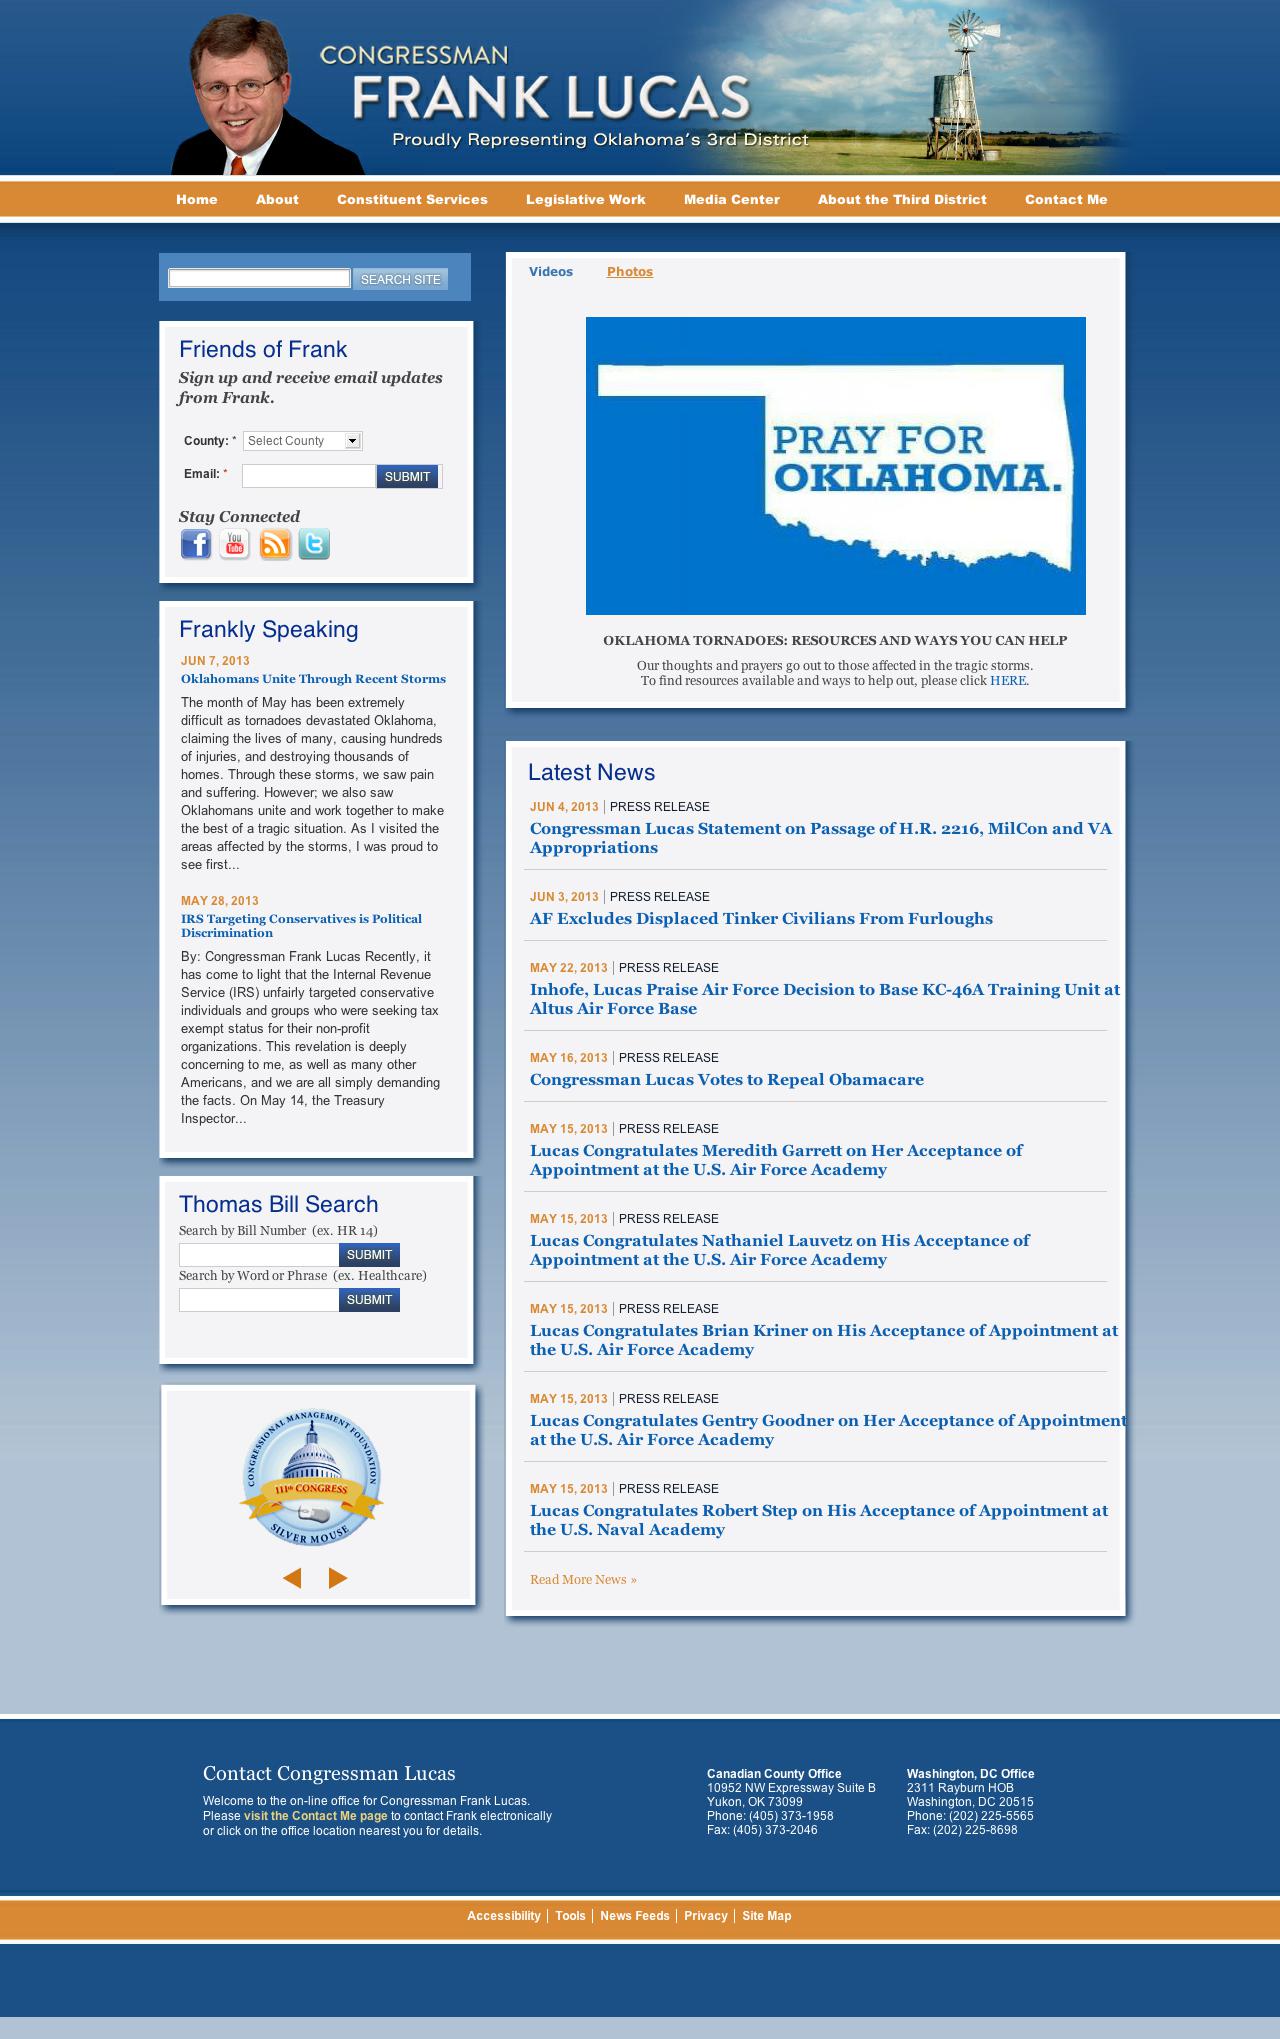 CONGRESSMAN
FRANK LUCAS
Proudly Representing Oklahoma's 3rd District
Home About Constituent Services Legislative Work Media Center About the Third District Contact Me
SEARCH SITE
Friends of Frank
Sign up and receive email updates
from Frank.
County: * Select County
Email: * SUBMIT
Stay Connected
You
Tube
Frankly Speaking
JUN 7, 2013
Oklahomans Unite Through Recent Storms
The month of May has been extremely
difficult as tornadoes devastated Oklahoma,
claiming the lives of many, causing hundreds
of injuries, and destroying thousands of
homes. Through these storms, we saw pain
and suffering. However; we also saw
Oklahomans unite and work together to make
the best of a tragic situation. As I visited the
areas affected by the storms, I was proud to
see first...
MAY 28, 2013
IRS Targeting Conservatives is Political
Discrimination
By: Congressman Frank Lucas Recently, it
has come to light that the Internal Revenue
Service (IRS) unfairly targeted conservative
individuals and groups who were seeking tax
exempt status for their non-profit
organizations. This revelation is deeply
concerning to me, as well as many other
Americans, and we are all simply demanding
the facts. On May 14, the Treasury
Inspector...
Thomas Bill Search
Search by Bill Number (ex. HR 14)
SUBMIT
Search by Word or Phrase (ex. Healthcare)
SUBMIT
CONGRESSIONAL MANAGEMENT FOUNDATION
111th CONGRESS
SILVER MOUSE
Videos Photos
PRAY FOR
OKLAHOMA.
OKLAHOMA TORNADOES: RESOURCES AND WAYS YOU CAN HELP
Our thoughts and prayers go out to those affected in the tragic storms.
To find resources available and ways to help out, please click HERE.
Latest News
JUN 4, 2013 | PRESS RELEASE
Congressman Lucas Statement on Passage of H.R. 2216, MilCon and VA
Appropriations
JUN 3, 2013 | PRESS RELEASE
AF Excludes Displaced Tinker Civilians From Furloughs
MAY 22, 2013 | PRESS RELEASE
Inhofe, Lucas Praise Air Force Decision to Base KC-46A Training Unit at
Altus Air Force Base
MAY 16, 2013 | PRESS RELEASE
Congressman Lucas Votes to Repeal Obamacare
MAY 15, 2013 | PRESS RELEASE
Lucas Congratulates Meredith Garrett on Her Acceptance of
Appointment at the U.S. Air Force Academy
MAY 15, 2013 | PRESS RELEASE
Lucas Congratulates Nathaniel Lauvetz on His Acceptance of
Appointment at the U.S. Air Force Academy
MAY 15, 2013 | PRESS RELEASE
Lucas Congratulates Brian Kriner on His Acceptance of Appointment at
the U.S. Air Force Academy
MAY 15, 2013 | PRESS RELEASE
Lucas Congratulates Gentry Goodner on Her Acceptance of Appointment
at the U.S. Air Force Academy
MAY 15, 2013 | PRESS RELEASE
Lucas Congratulates Robert Step on His Acceptance of Appointment at
the U.S. Naval Academy
Read More News »
Contact Congressman Lucas
Welcome to the on-line office for Congressman Frank Lucas.
Please visit the Contact Me page to contact Frank electronically
or click on the office location nearest you for details.
Canadian County Office
10952 NW Expressway Suite B
Yukon, OK 73099
Phone: (405) 373-1958
Fax: (405) 373-2046
Washington, DC Office
2311 Rayburn HOB
Washington, DC 20515
Phone: (202) 225-5565
Fax: (202) 225-8698
Accessibility | Tools | News Feeds | Privacy | Site Map